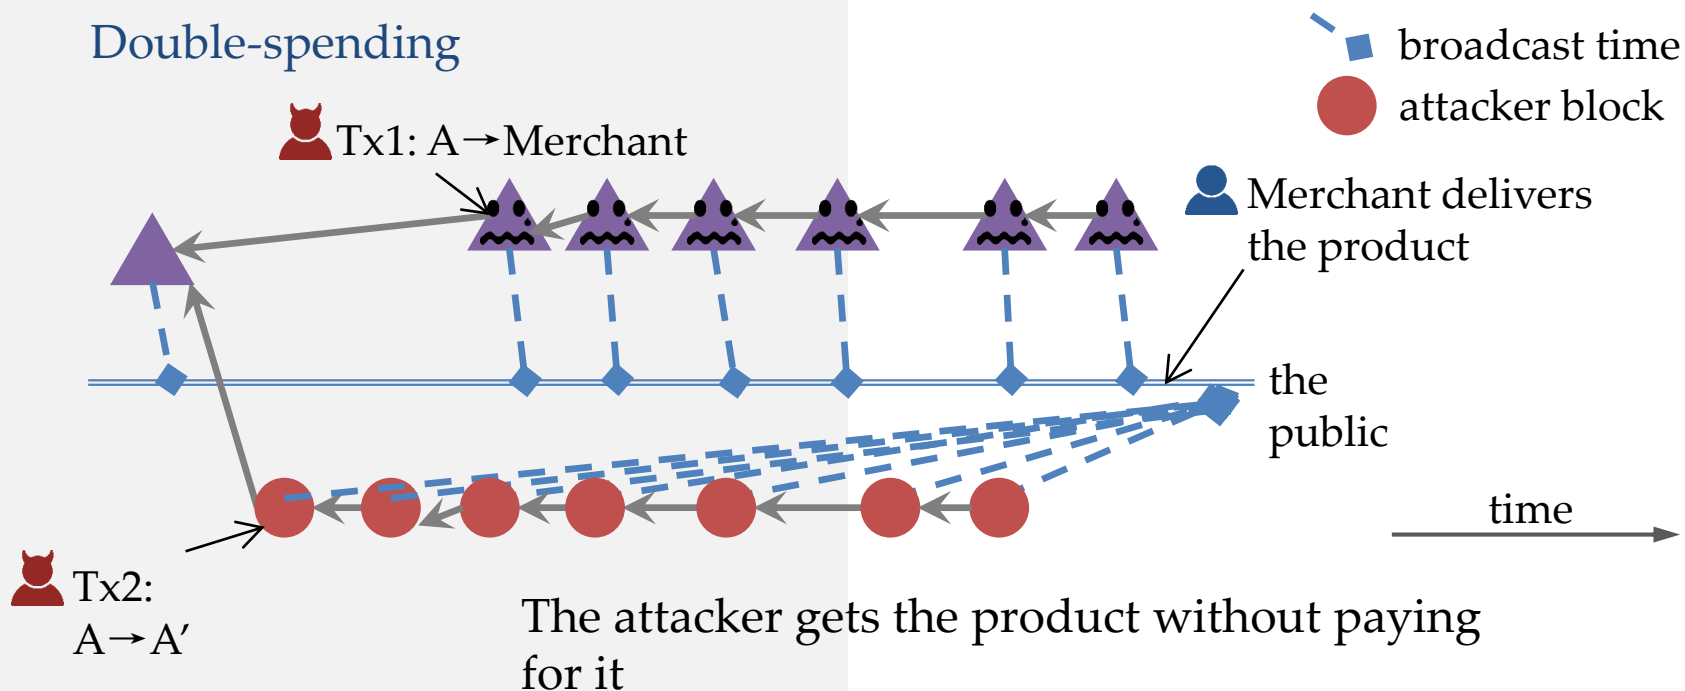 Double-spending
broadcast time
attacker block
Tx1: A→Merchant
Merchant delivers
the product
the
public
time
Tx2:
A→A′
The attacker gets the product without paying
for it